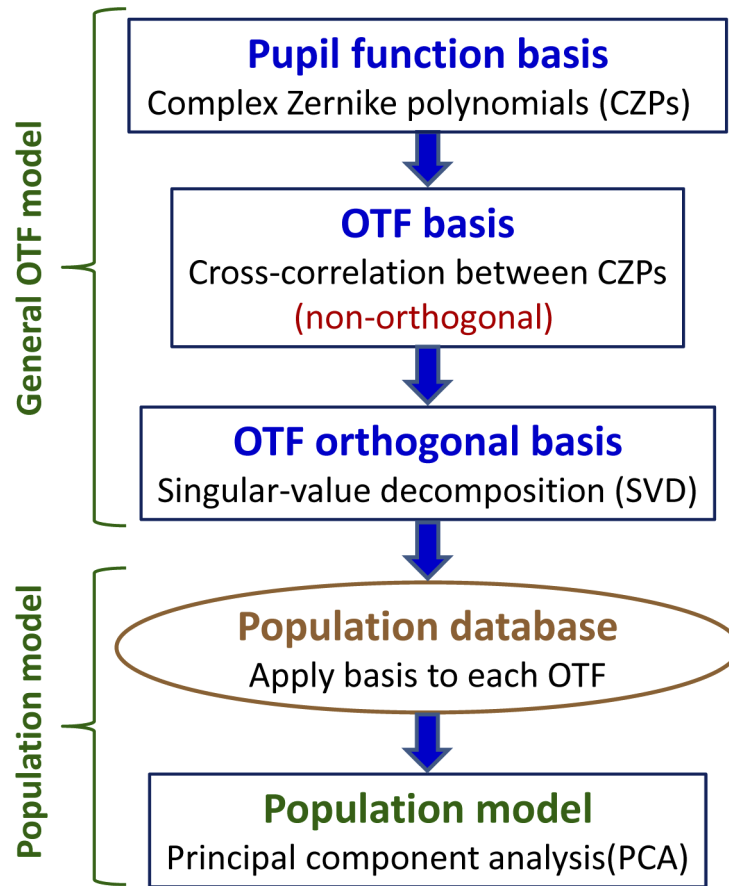 General OTF model
Pupil function basis
Complex Zernike polynomials (CZPs)
OTF basis
Cross-correlation between CZPs
(non-orthogonal)
OTF orthogonal basis
Singular-value decomposition (SVD)
Population model
Population database
Apply basis to each OTF
Population model
Principal component analysis(PCA)